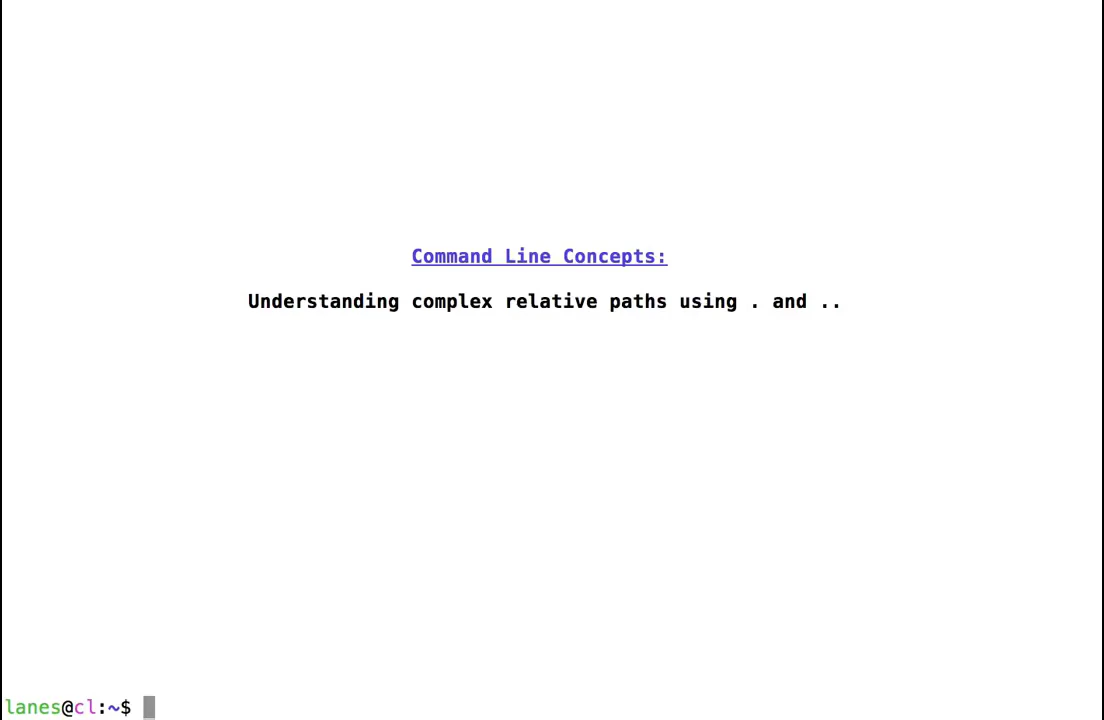 Command Line Concepts:
Understanding complex relative paths using . and ..
lanes@cl:~$